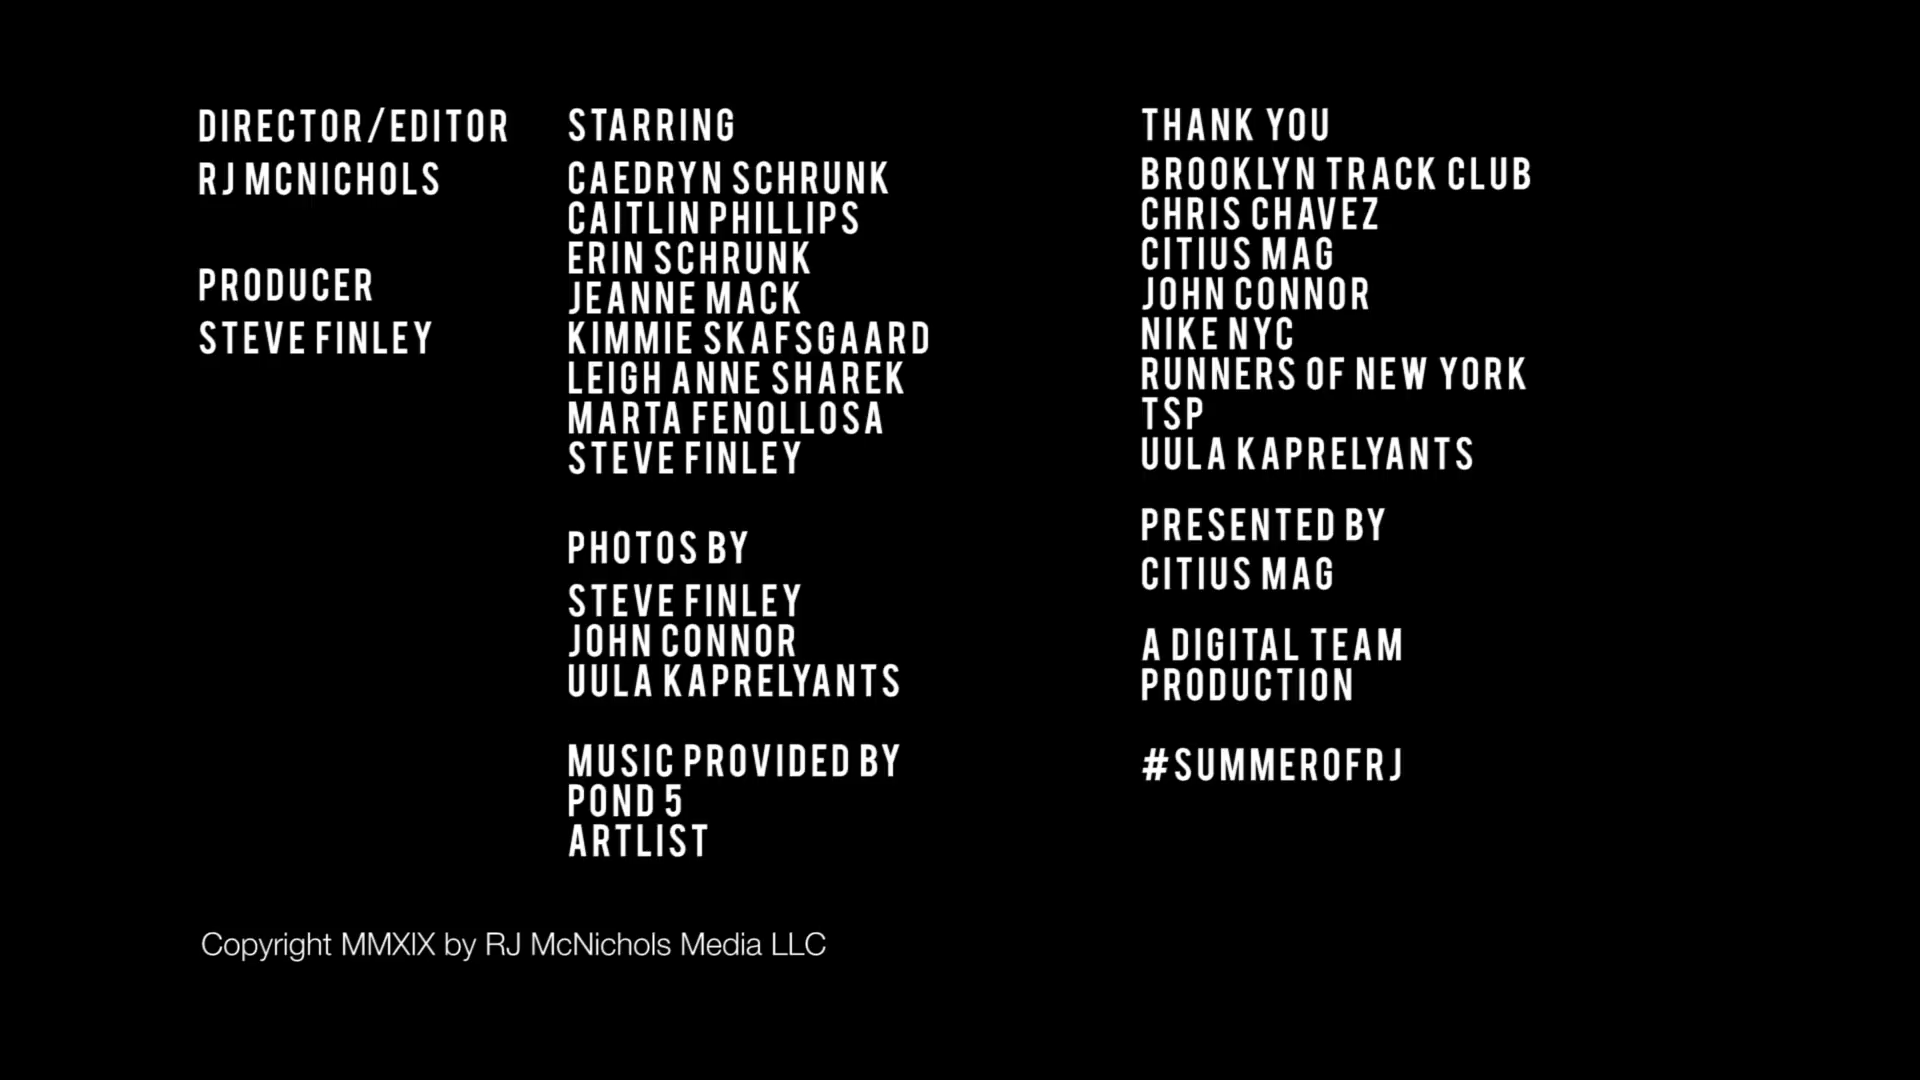 DIRECTOR/EDITOR
RJ MCNICHOLS
PRODUCER
STEVE FINLEY
STARRING
CAEDRYN SCHRUNK
CAITLIN PHILLIPS
ERIN SCHRUNK
JEANNE MACK
KIMMIE SKAFSGAARD
LEIGH ANNE SHAREK
MARTA FENOLLOSA
STEVE FINLEY
PHOTOS BY
STEVE FINLEY
JOHN CONNOR
UULA KAPRELYANTS
MUSIC PROVIDED BY
POND 5
ARTLIST
THANK YOU
BROOKLYN TRACK CLUB
CHRIS CHAVEZ
CITIUS MAG
JOHN CONNOR
NIKE NYC
RUNNERS OF NEW YORK
TSP
UULA KAPRELYANTS
PRESENTED BY
CITIUS MAG
A DIGITAL TEAM
PRODUCTION
#SUMMEROFRJ
Copyright MMXIX by RJ McNichols Media LLC